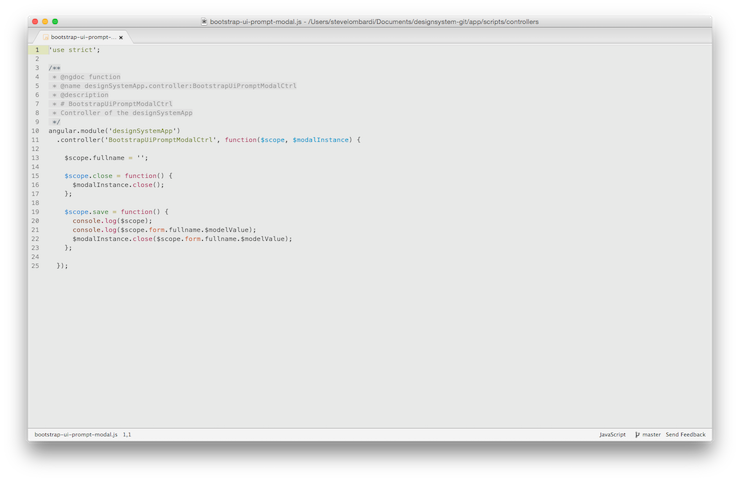 bootstrap-ui-prompt-modal.js - /Users/stevelombardi/Documents/designsystem-git/app/scripts/controllers
bootstrap-ui-prompt-... ×
1 'use strict';
2
3 /**
4  * @ngdoc function
5  * @name designSystemApp.controller:BootstrapUiPromptModalCtrl
6  * @description
7  * # BootstrapUiPromptModalCtrl
8  * Controller of the designSystemApp
9  */
10 angular.module('designSystemApp')
11   .controller('BootstrapUiPromptModalCtrl', function($scope, $modalInstance) {
12
13     $scope.fullname = '';
14
15     $scope.close = function() {
16       $modalInstance.close();
17     };
18
19     $scope.save = function() {
20       console.log($scope);
21       console.log($scope.form.fullname.$modelValue);
22       $modalInstance.close($scope.form.fullname.$modelValue);
23     };
24
25   });
bootstrap-ui-prompt-modal.js 1,1 JavaScript master Send Feedback